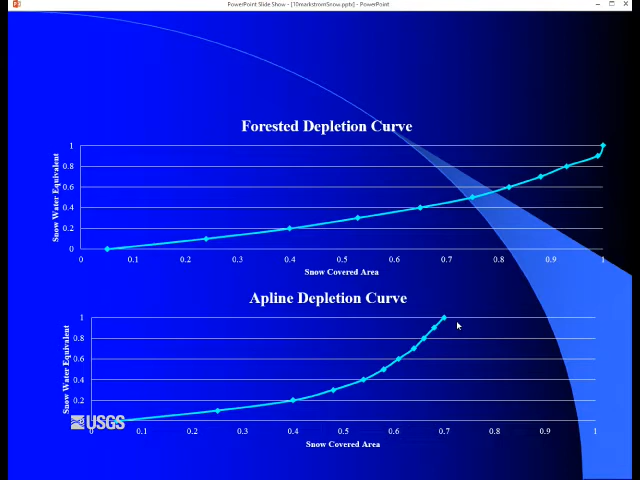 PowerPoint Slide Show - [10markstromSnow.pptx] - PowerPoint
Forested Depletion Curve
Snow Water Equivalent
1
0.8
0.6
0.4
0.2
0
0 0.1 0.2 0.3 0.4 0.5 0.6 0.7 0.8 0.9 1
Snow Covered Area
Apline Depletion Curve
Snow Water Equivalent
1
0.8
0.6
0.4
0.2
0
USGS
0 0.1 0.2 0.3 0.4 0.5 0.6 0.7 0.8 0.9 1
Snow Covered Area